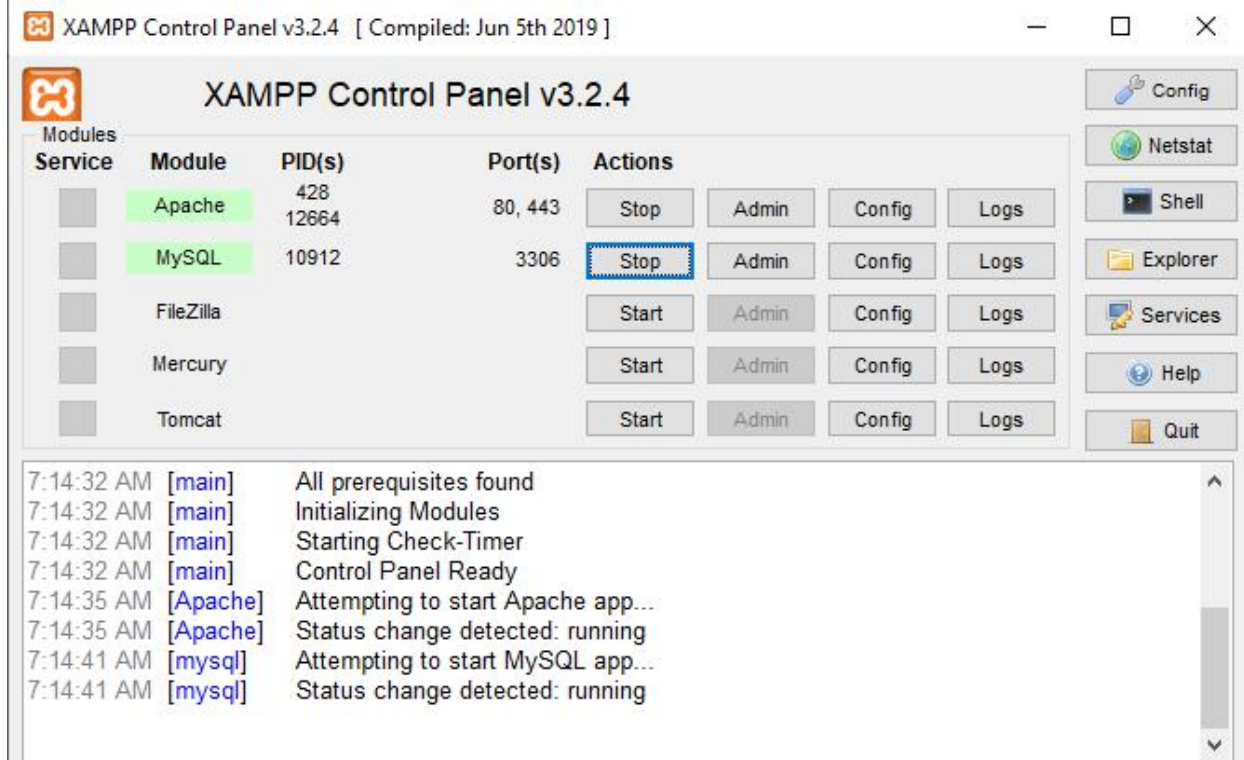 XAMPP Control Panel v3.2.4 [ Compiled: Jun 5th 2019 ]
XAMPP Control Panel v3.2.4
Config
Modules
Service Module PID(s) Port(s) Actions
Netstat
Apache 428 12664 80, 443 Stop Admin Config Logs
Shell
MySQL 10912 3306 Stop Admin Config Logs
Explorer
FileZilla Start Admin Config Logs
Services
Mercury Start Admin Config Logs
Help
Tomcat Start Admin Config Logs
Quit
7:14:32 AM [main] All prerequisites found
7:14:32 AM [main] Initializing Modules
7:14:32 AM [main] Starting Check-Timer
7:14:32 AM [main] Control Panel Ready
7:14:35 AM [Apache] Attempting to start Apache app...
7:14:35 AM [Apache] Status change detected: running
7:14:41 AM [mysql] Attempting to start MySQL app...
7:14:41 AM [mysql] Status change detected: running